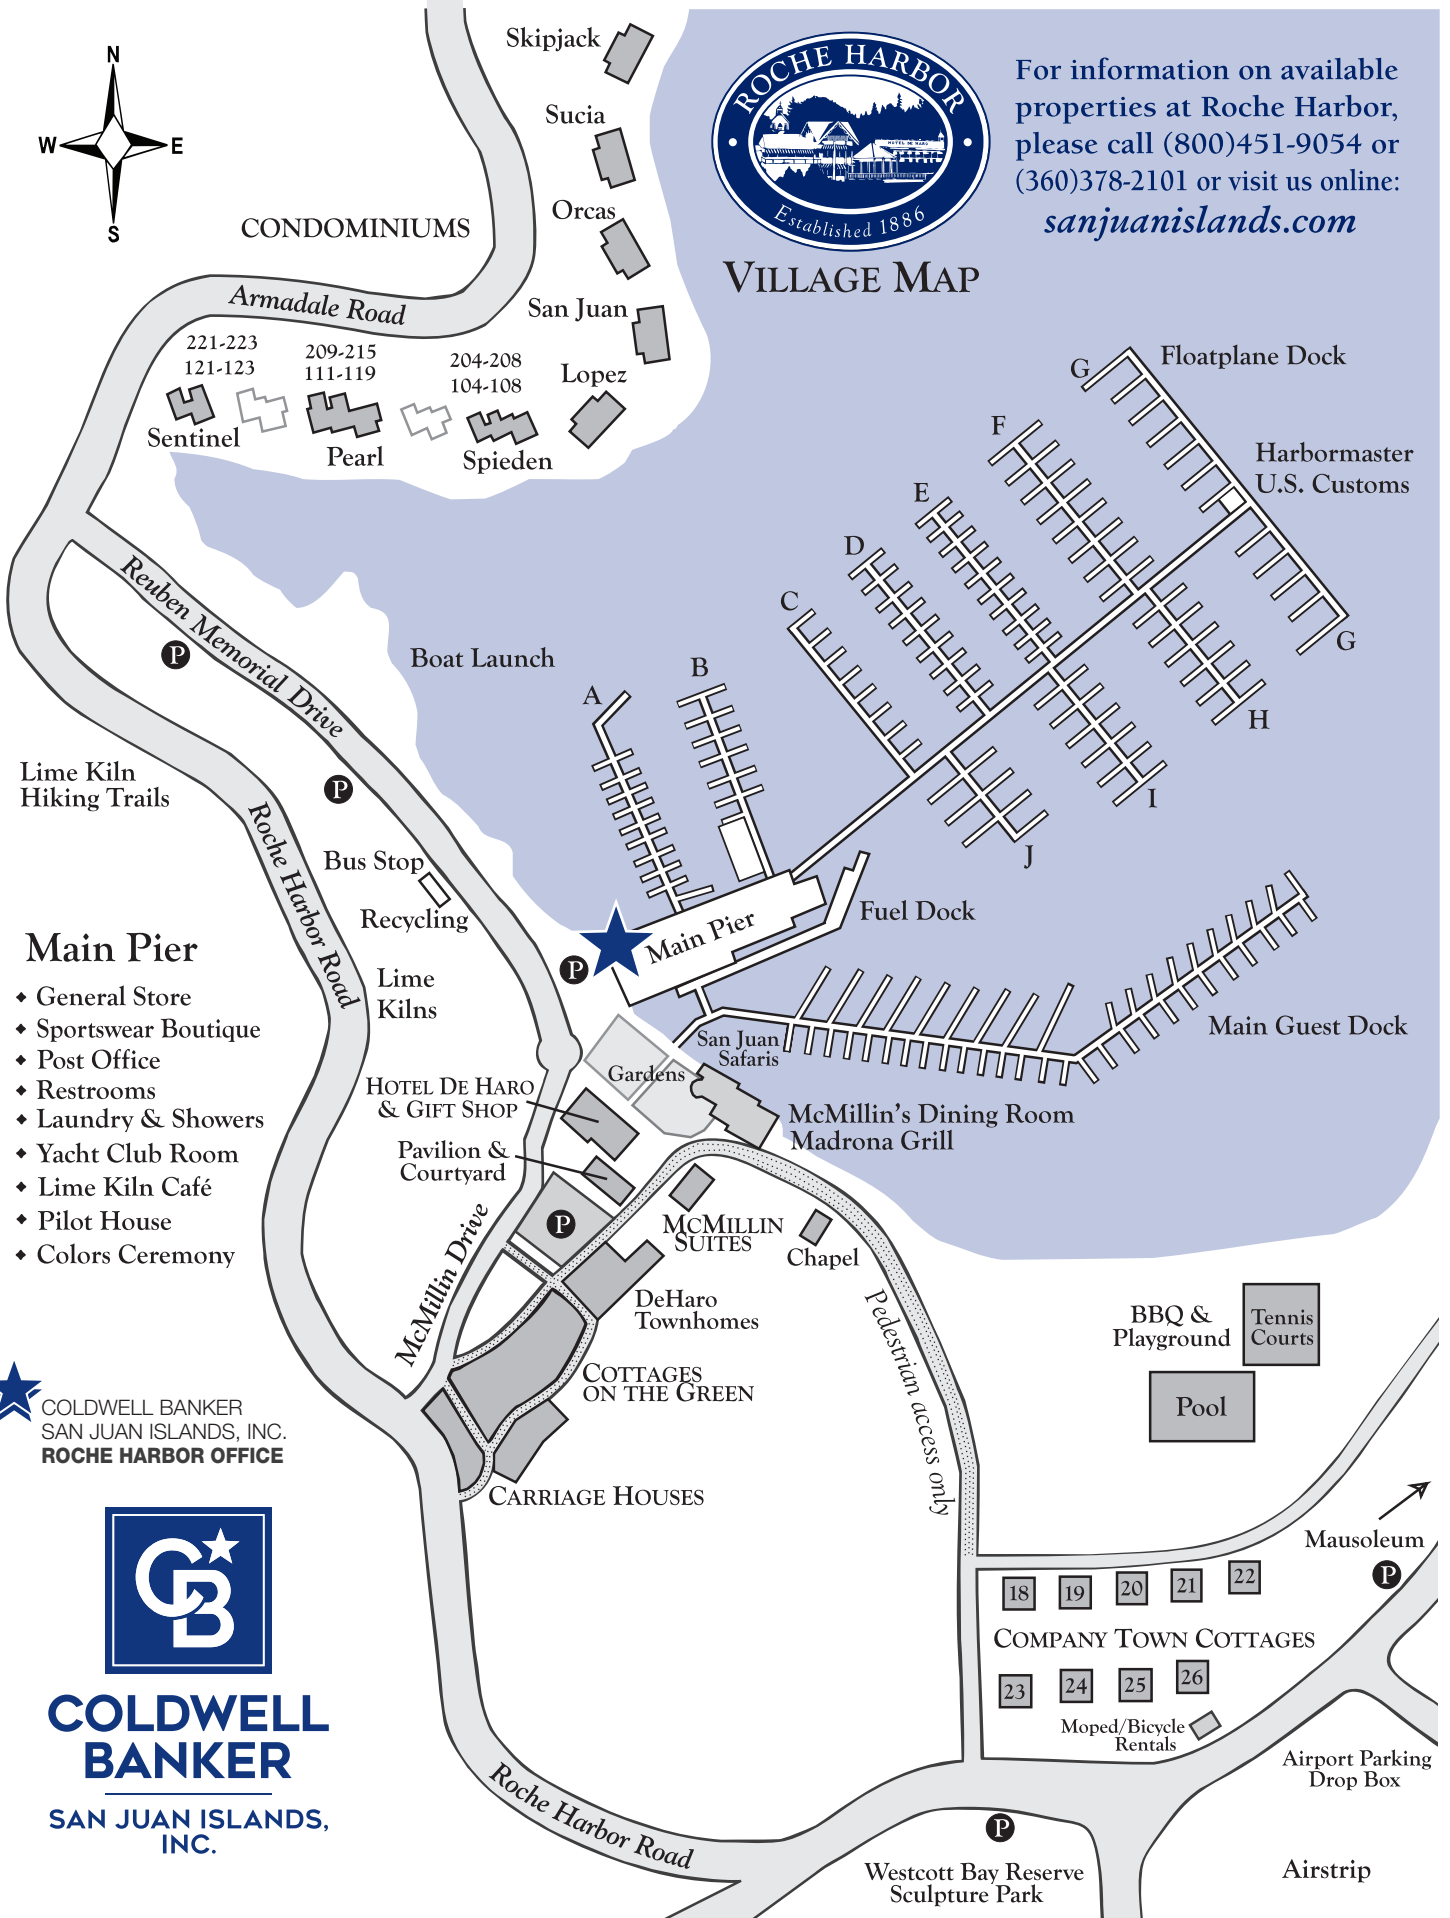 N
W
E
S
Skipjack
Sucia
Orcas
San Juan
Lopez
CONDOMINIUMS
Armadale Road
ROCHE HARBOR
HOTEL DE HARO
Established 1886
VILLAGE MAP
For information on available
properties at Roche Harbor,
please call (800)451-9054 or
(360)378-2101 or visit us online:
sanjuanislands.com
221-223
121-123
209-215
111-119
204-208
104-108
Sentinel
Pearl
Spieden
G
Floatplane Dock
F
Harbormaster
U.S. Customs
E
D
C
G
B
A
H
I
J
Boat Launch
Reuben Memorial Drive
P
P
Lime Kiln
Hiking Trails
Roche Harbor Road
Bus Stop
Recycling
Lime
Kilns
P
Main Pier
Fuel Dock
Main Guest Dock
San Juan
Safaris
Gardens
Main Pier
General Store
Sportswear Boutique
Post Office
Restrooms
Laundry & Showers
Yacht Club Room
Lime Kiln Café
Pilot House
Colors Ceremony
HOTEL DE HARO
& GIFT SHOP
Pavilion &
Courtyard
McMillin's Dining Room
Madrona Grill
P
MCMILLIN
SUITES
Chapel
McMillin Drive
DeHaro
Townhomes
COTTAGES
ON THE GREEN
CARRIAGE HOUSES
Pedestrian access only
BBQ &
Playground
Tennis
Courts
Pool
COLDWELL BANKER
SAN JUAN ISLANDS, INC.
ROCHE HARBOR OFFICE
CB
COLDWELL
BANKER
SAN JUAN ISLANDS,
INC.
Mausoleum
P
18
19
20
21
22
COMPANY TOWN COTTAGES
23
24
25
26
Moped/Bicycle
Rentals
Airport Parking
Drop Box
Roche Harbor Road
P
Westcott Bay Reserve
Sculpture Park
Airstrip